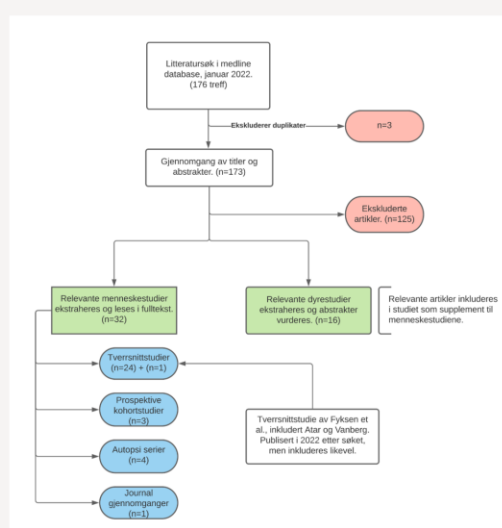 Litteratursøk i medline
database, januar 2022.
(176 treff)
Ekskluderer duplikater
n=3
Gjennomgang av titler og
abstrakter. (n=173)
Ekskluderte
artikler. (n=125)
Relevante menneskestudier
ekstraheres og leses i fulltekst.
(n=32)
Relevante dyrestudier
ekstraheres og abstrakter
vurderes. (n=16)
Relevante artikler inkluderes
i studiet som supplement til
menneskestudiene.
Tverrsnittstudier
(n=24) + (n=1)
Prospektive
kohortstudier
(n=3)
Tverrsnittstudie av Fyksen et
al., inkludert Atar og Vanberg.
Publisert i 2022 etter søket,
men inkluderes likevel.
Autopsi serier
(n=4)
Journal
gjennomganger
(n=1)